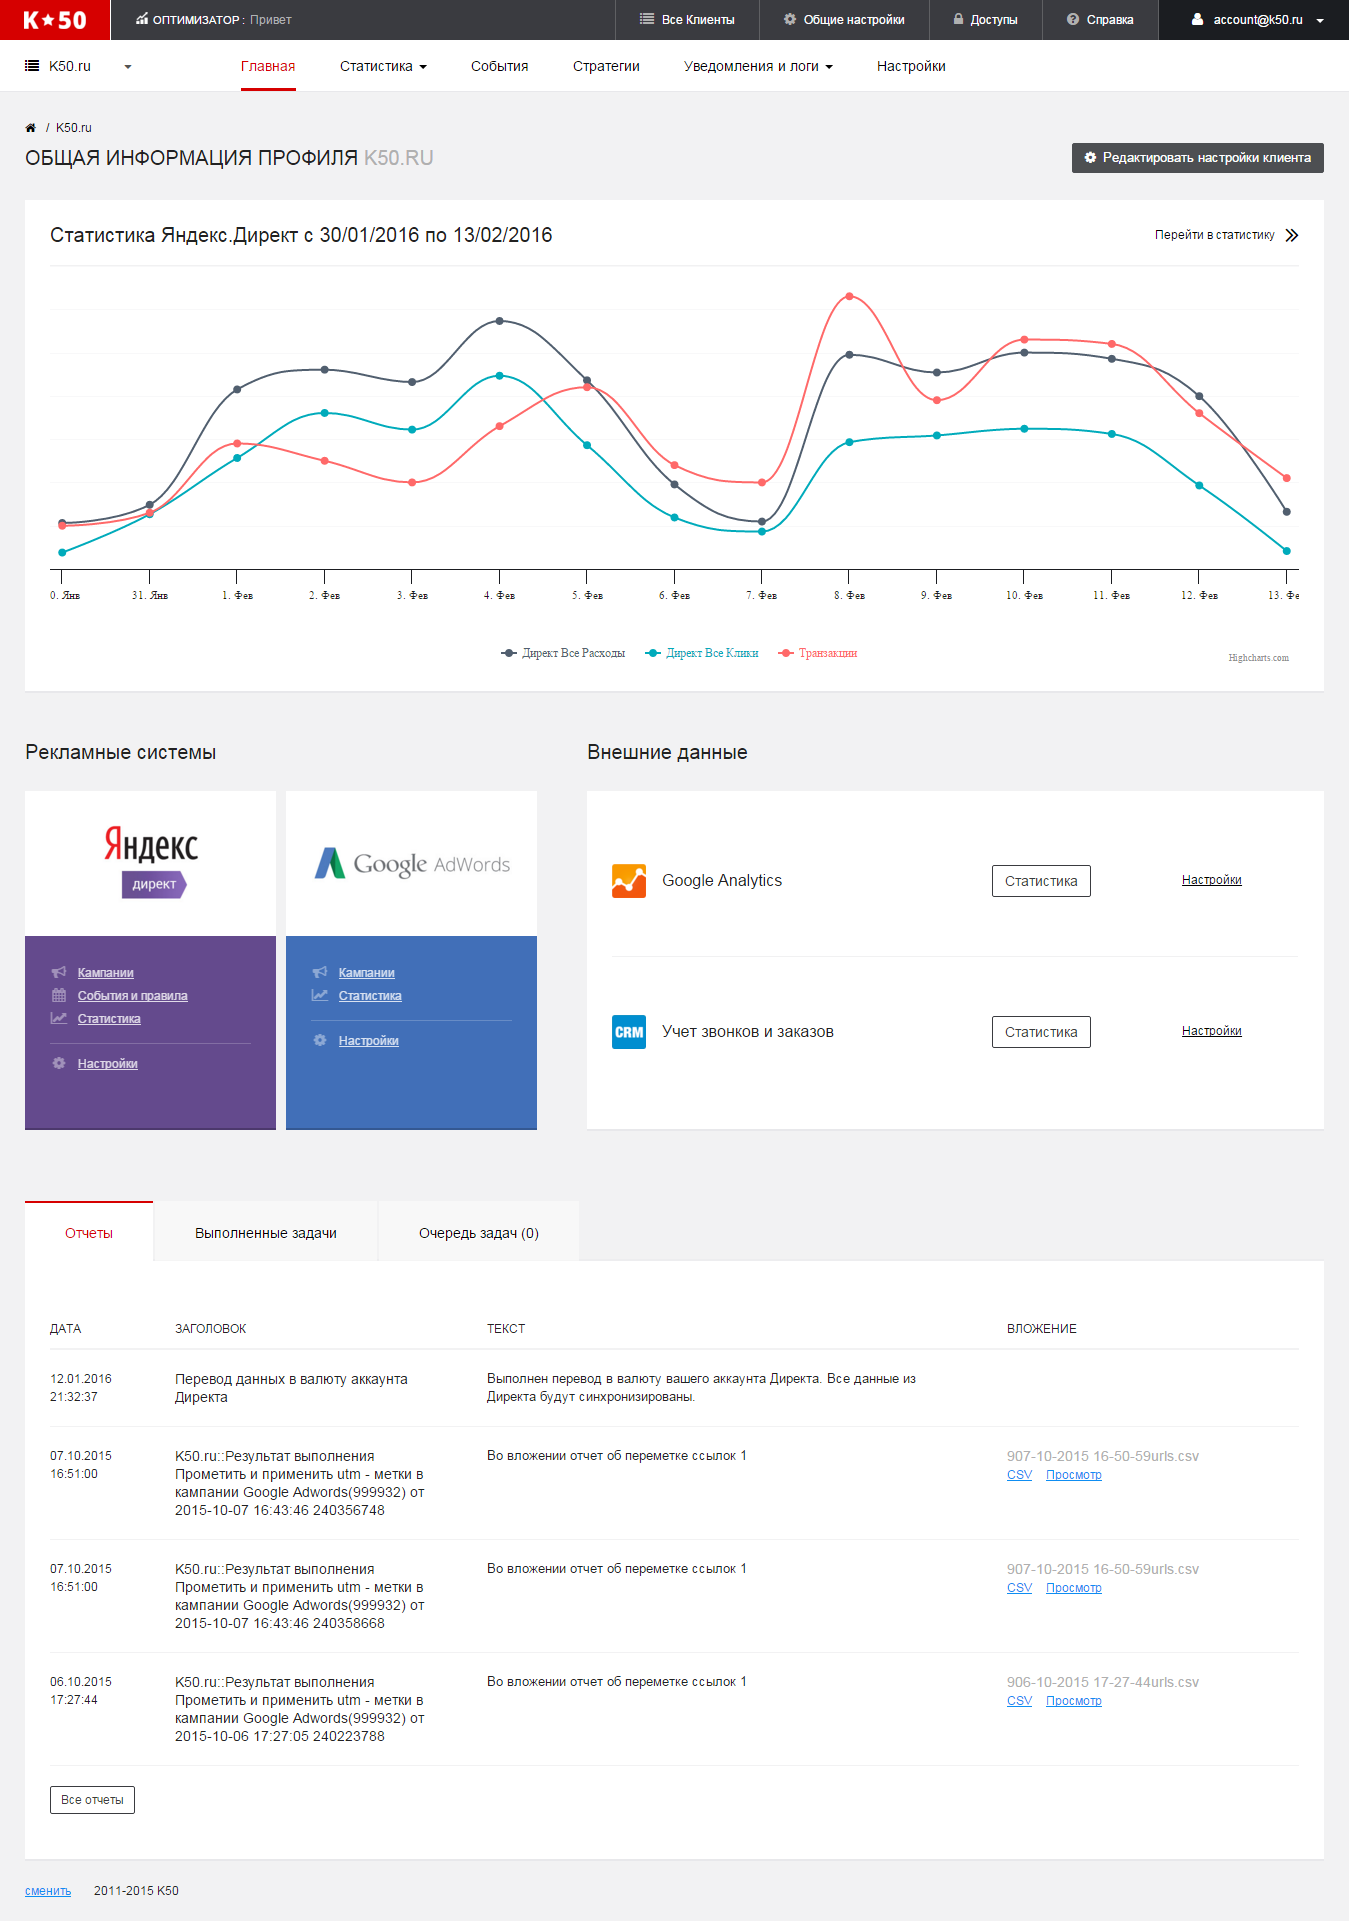 K★50
ОПТИМИЗАТОР : Привет
Все Клиенты
Общие настройки
Доступы
Справка
account@k50.ru
K50.ru
Главная
Статистика
События
Стратегии
Уведомления и логи
Настройки
/ K50.ru
ОБЩАЯ ИНФОРМАЦИЯ ПРОФИЛЯ K50.RU
Редактировать настройки клиента
Статистика Яндекс.Директ с 30/01/2016 по 13/02/2016
Перейти в статистику
0. Янв
31. Янв
1. Фев
2. Фев
3. Фев
4. Фев
5. Фев
6. Фев
7. Фев
8. Фев
9. Фев
10. Фев
11. Фев
12. Фев
13. Фе
Директ Все Расходы
Директ Все Клики
Транзакции
Highcharts.com
Рекламные системы
Внешние данные
Яндекс
директ
Google AdWords
Кампании
События и правила
Статистика
Настройки
Кампании
Статистика
Настройки
Google Analytics
Статистика
Настройки
CRM
Учет звонков и заказов
Статистика
Настройки
Отчеты
Выполненные задачи
Очередь задач (0)
ДАТА
ЗАГОЛОВОК
ТЕКСТ
ВЛОЖЕНИЕ
12.01.2016
21:32:37
Перевод данных в валюту аккаунта
Директа
Выполнен перевод в валюту вашего аккаунта Директа. Все данные из
Директа будут синхронизированы.
07.10.2015
16:51:00
K50.ru::Результат выполнения
Прометить и применить utm - метки в
кампании Google Adwords(999932) от
2015-10-07 16:43:46 240356748
Во вложении отчет об переметке ссылок 1
907-10-2015 16-50-59urls.csv
CSV Просмотр
07.10.2015
16:51:00
K50.ru::Результат выполнения
Прометить и применить utm - метки в
кампании Google Adwords(999932) от
2015-10-07 16:43:46 240358668
Во вложении отчет об переметке ссылок 1
907-10-2015 16-50-59urls.csv
CSV Просмотр
06.10.2015
17:27:44
K50.ru::Результат выполнения
Прометить и применить utm - метки в
кампании Google Adwords(999932) от
2015-10-06 17:27:05 240223788
Во вложении отчет об переметке ссылок 1
906-10-2015 17-27-44urls.csv
CSV Просмотр
Все отчеты
сменить
2011-2015 K50